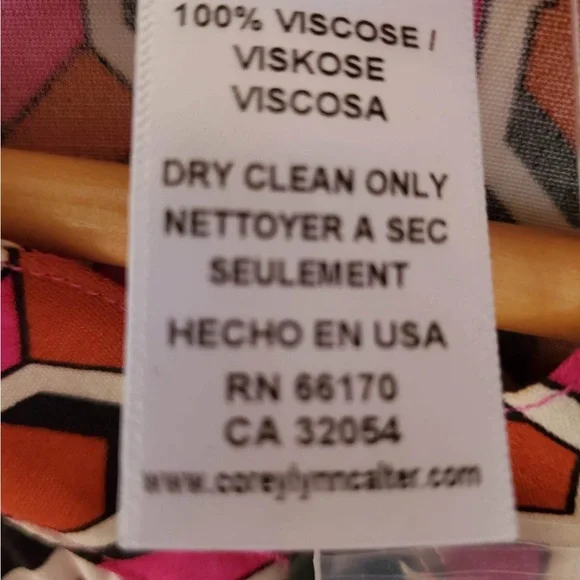 100% VISCOSE /
VISKOSE
VISCOSA
DRY CLEAN ONLY
NETTOYER A SEC
SEULEMENT
HECHO EN USA
RN 66170
CA 32054
www.coreylynncalter.com